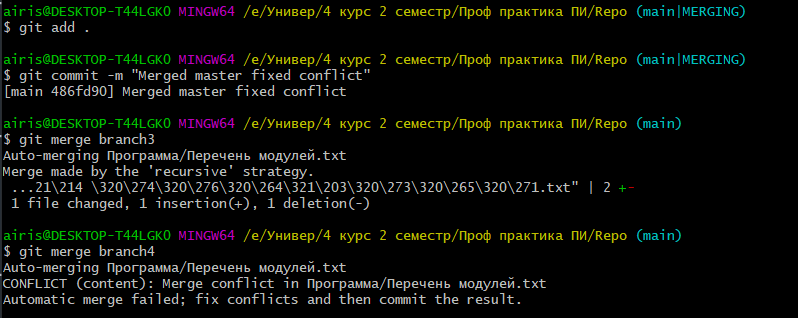 airis@DESKTOP-T44LGKO MINGW64 /e/Универ/4 курс 2 семестр/Проф практика ПИ/Repo (main|MERGING)
$ git add .
airis@DESKTOP-T44LGKO MINGW64 /e/Универ/4 курс 2 семестр/Проф практика ПИ/Repo (main|MERGING)
$ git commit -m "Merged master fixed conflict"
[main 486fd90] Merged master fixed conflict
airis@DESKTOP-T44LGKO MINGW64 /e/Универ/4 курс 2 семестр/Проф практика ПИ/Repo (main)
$ git merge branch3
Auto-merging Программа/Перечень модулей.txt
Merge made by the 'recursive' strategy.
...21\214 \320\274\320\276\320\264\321\203\320\273\320\265\320\271.txt" | 2 +-
1 file changed, 1 insertion(+), 1 deletion(-)
airis@DESKTOP-T44LGKO MINGW64 /e/Универ/4 курс 2 семестр/Проф практика ПИ/Repo (main)
$ git merge branch4
Auto-merging Программа/Перечень модулей.txt
CONFLICT (content): Merge conflict in Программа/Перечень модулей.txt
Automatic merge failed; fix conflicts and then commit the result.